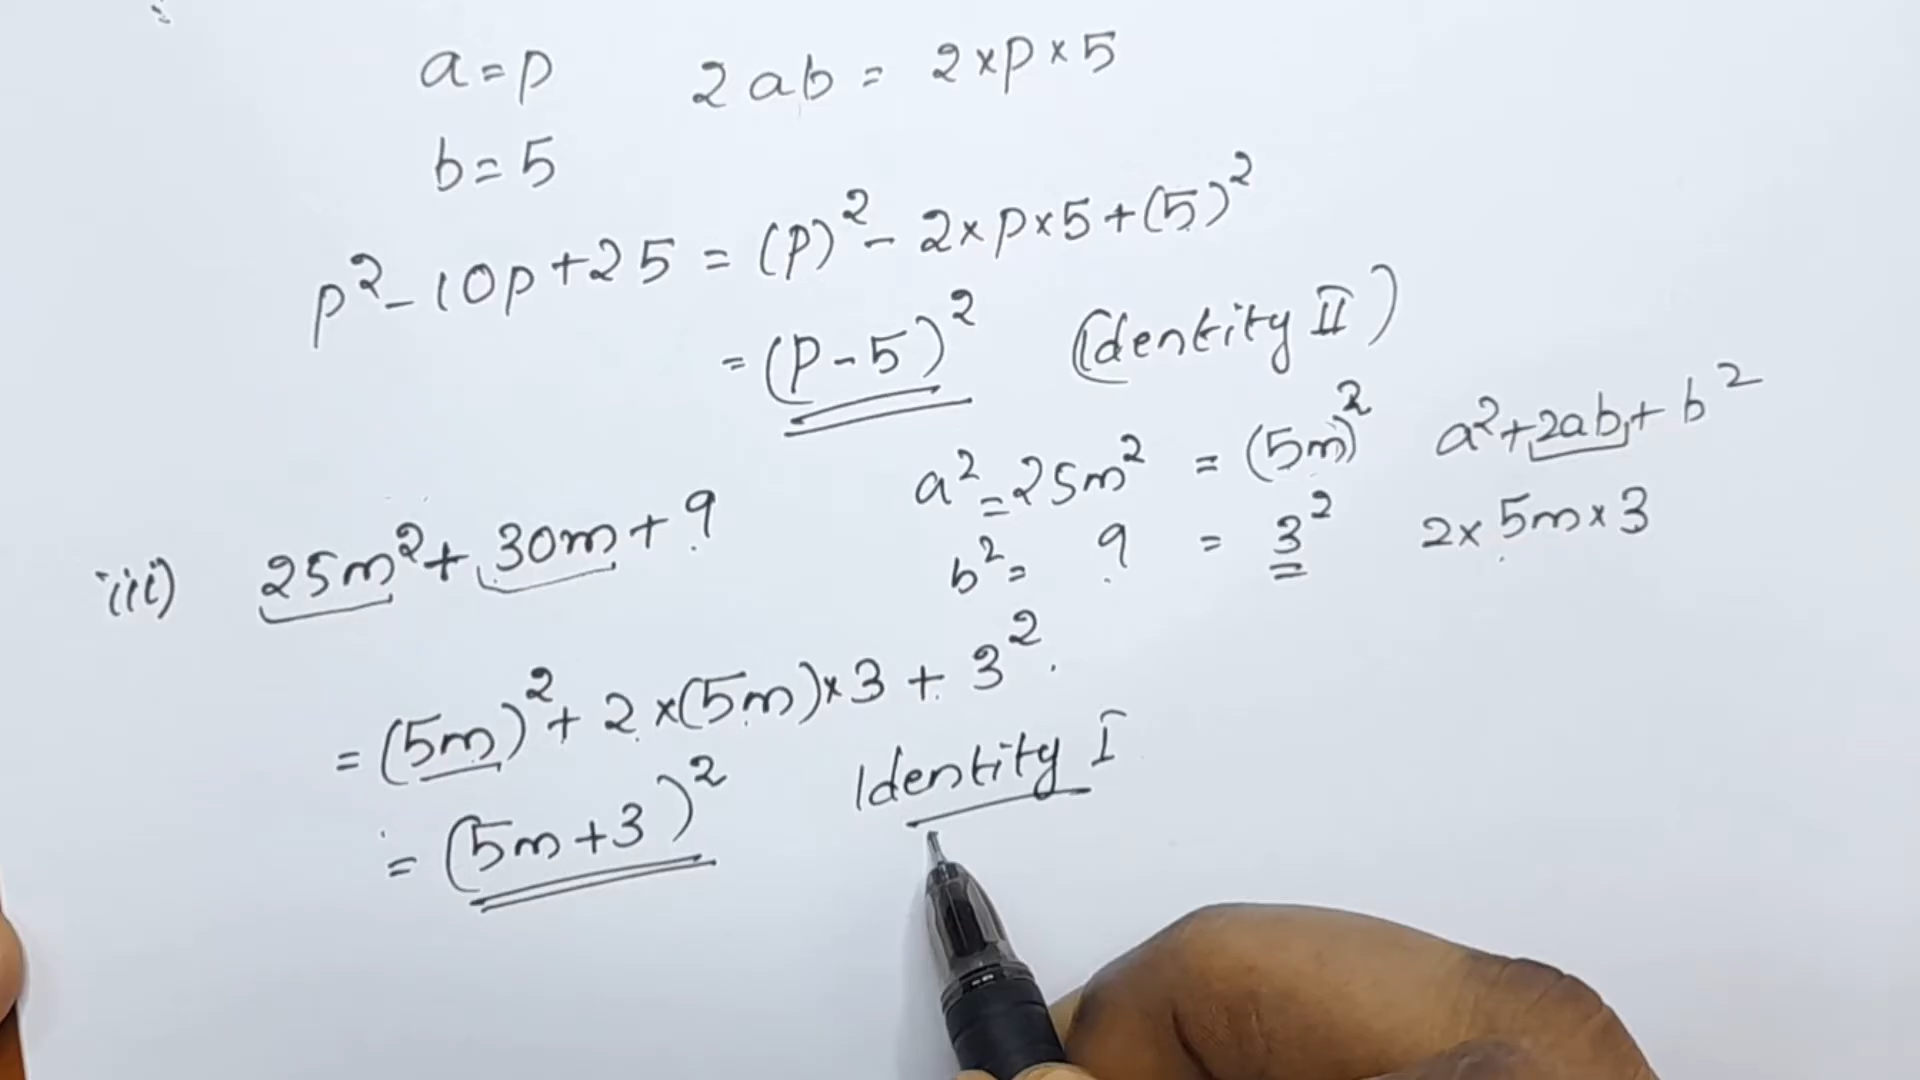 a = p 2ab = 2×p×5
b = 5
p² - 10p + 25 = (p)² - 2×p×5 + (5)²
= (p - 5)² (Identity II)
a² = 25m² = (5m)² a² + 2ab + b²
iii) 25m² + 30m + 9 b² = 9 = 3² 2× 5m × 3
= (5m)² + 2×(5m)×3 + 3².
= (5m + 3)² Identity I